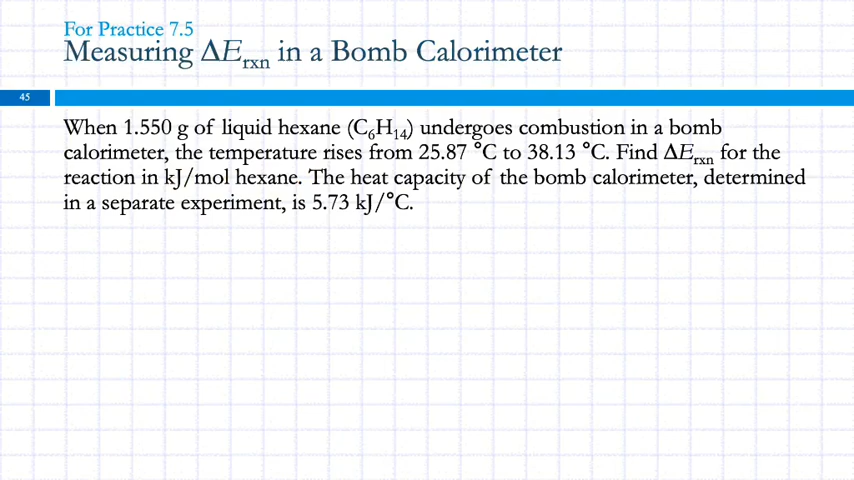 For Practice 7.5
Measuring ΔE_rxn in a Bomb Calorimeter
45
When 1.550 g of liquid hexane (C₆H₁₄) undergoes combustion in a bomb
calorimeter, the temperature rises from 25.87 °C to 38.13 °C. Find ΔE_rxn for the
reaction in kJ/mol hexane. The heat capacity of the bomb calorimeter, determined
in a separate experiment, is 5.73 kJ/°C.